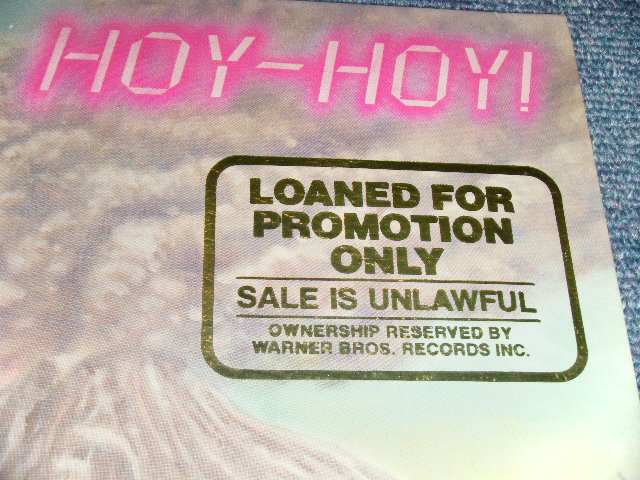 HOY-HOY!
LOANED FOR
PROMOTION
ONLY
SALE IS UNLAWFUL
OWNERSHIP RESERVED BY
WARNER BROS. RECORDS INC.